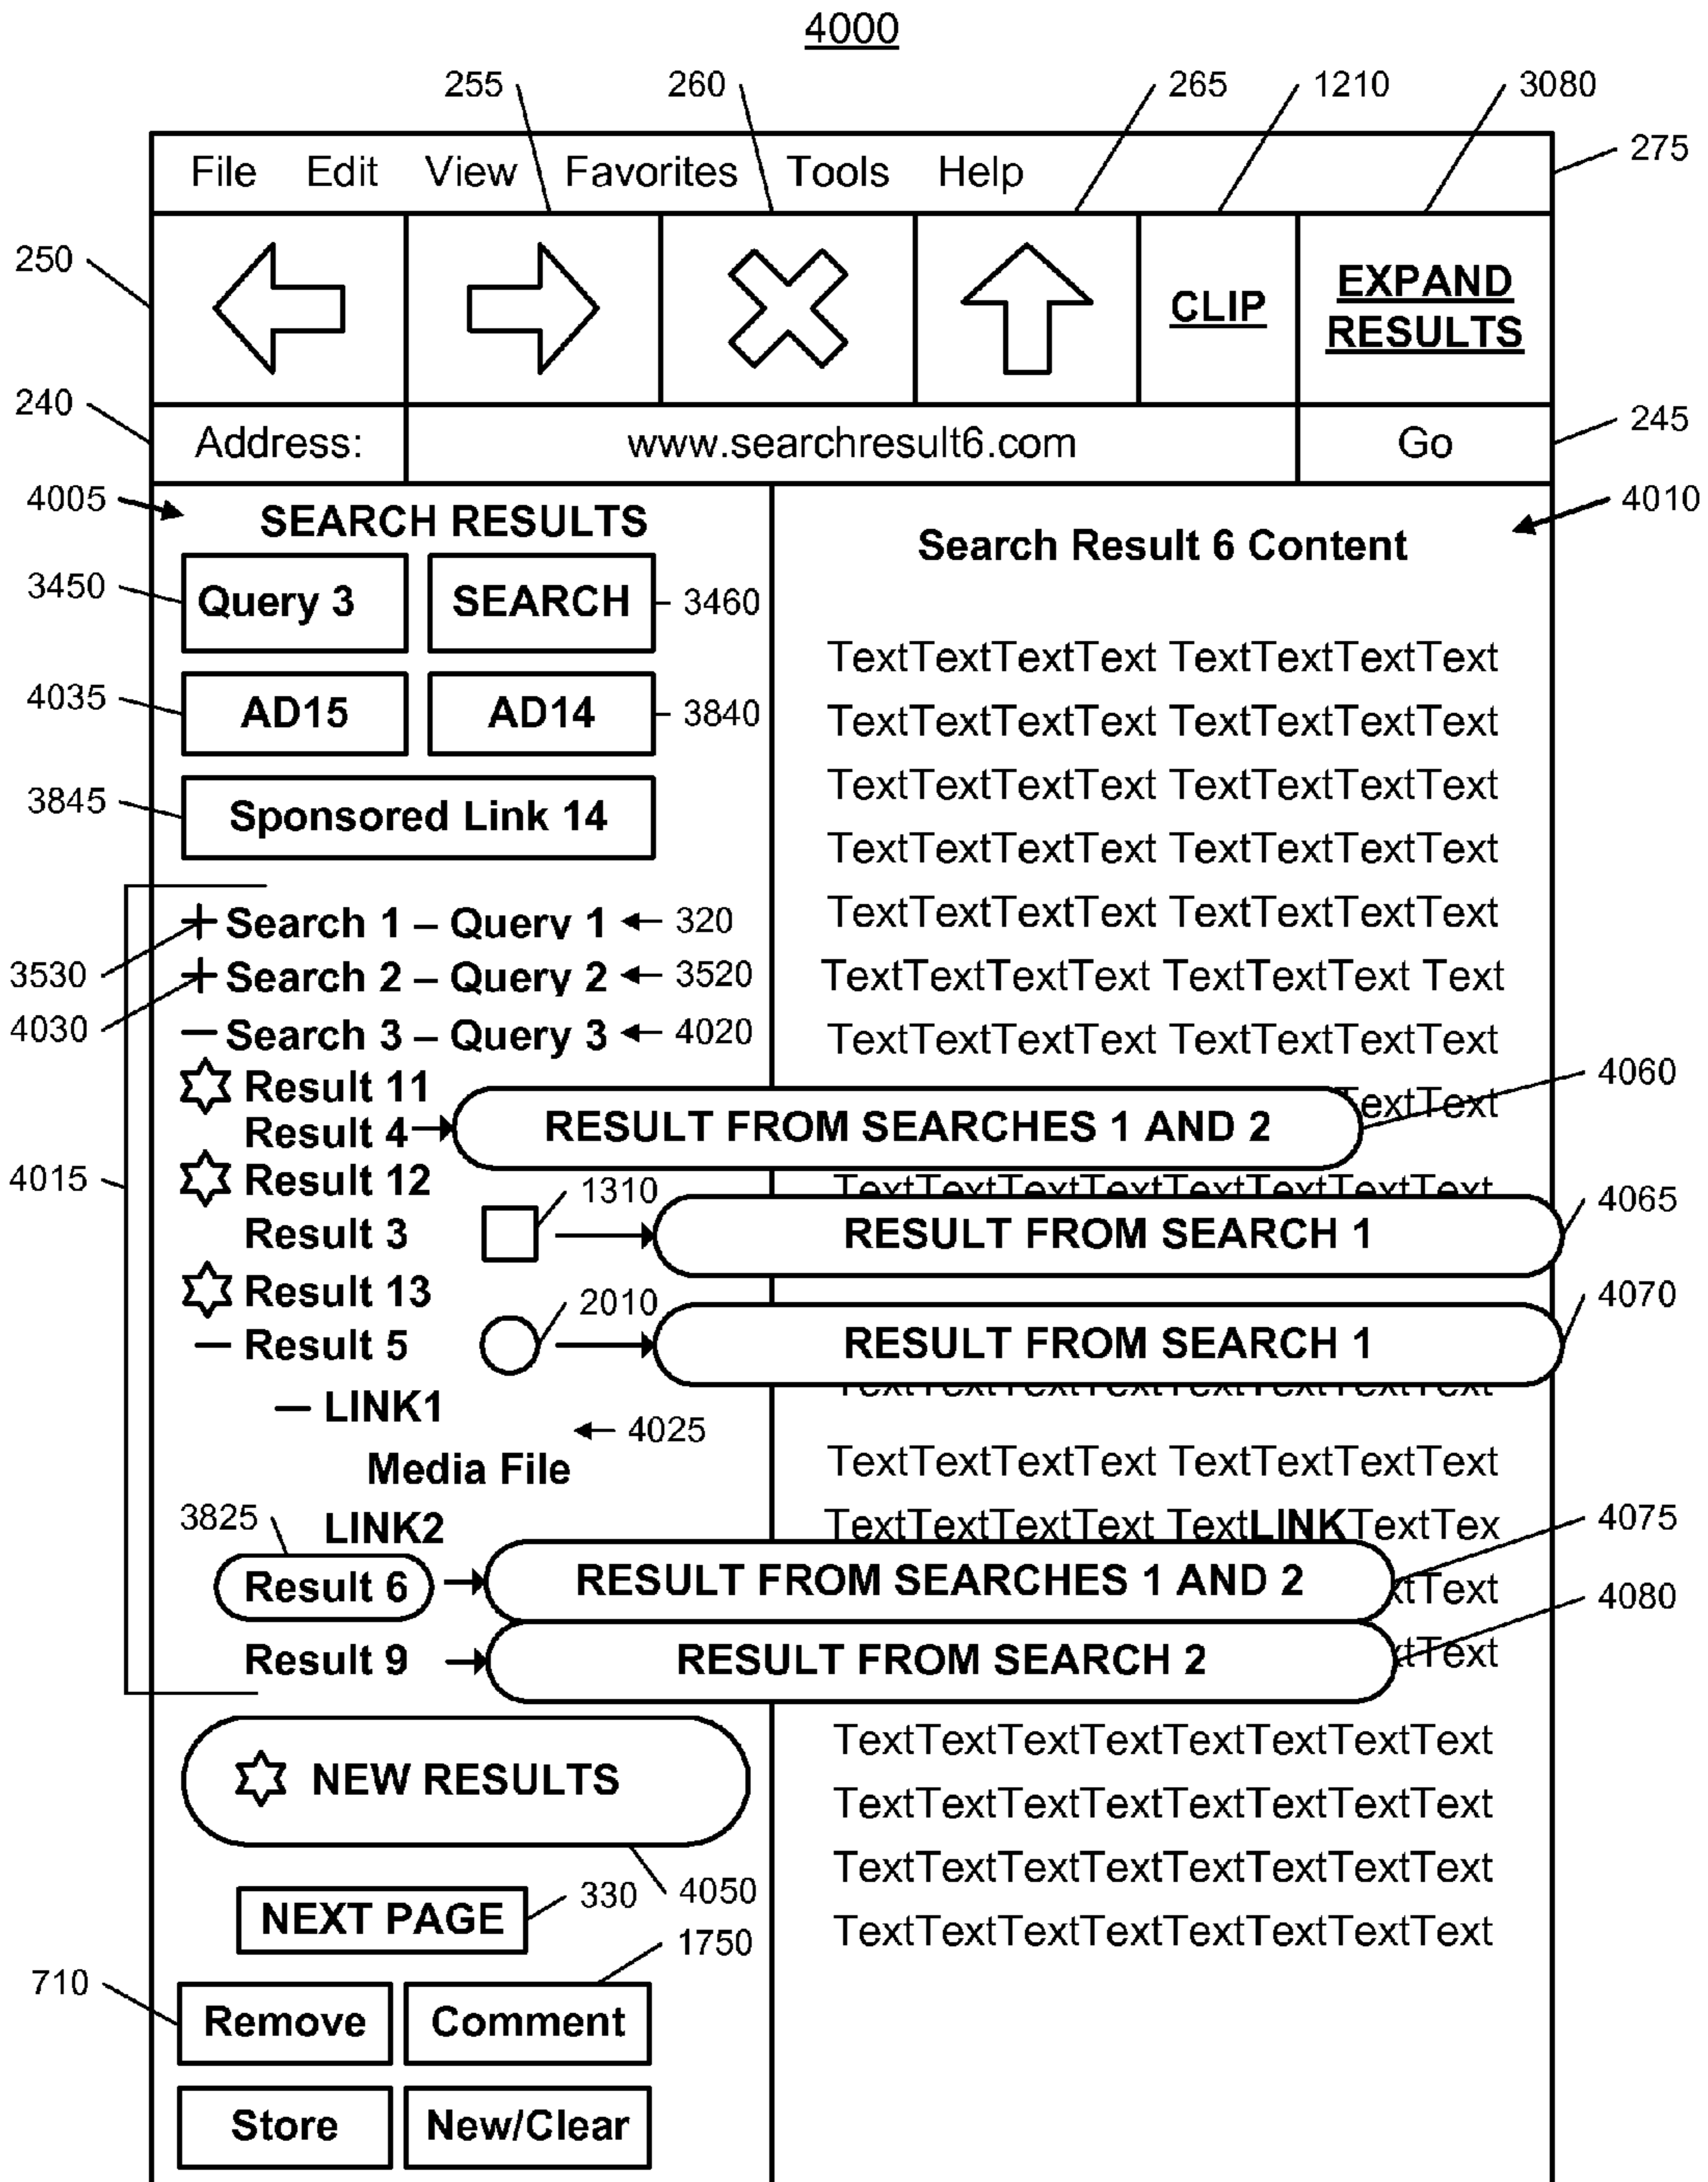 4000
255 260 265 1210 3080
File Edit View Favorites Tools Help 275
250
CLIP
EXPAND
RESULTS
240
Address: www.searchresult6.com Go 245
4005 SEARCH RESULTS 4010
Search Result 6 Content
3450 Query 3 SEARCH 3460
TextTextTextText TextTextTextText
4035 AD15 AD14 3840
TextTextTextText TextTextTextText
TextTextTextText TextTextTextText
3845 Sponsored Link 14
TextTextTextText TextTextTextText
+ Search 1 – Query 1 320
TextTextTextText TextTextTextText
3530 + Search 2 – Query 2 3520
TextTextTextText TextTextText Text
4030 – Search 3 – Query 3 4020
TextTextTextText TextTextTextText
Result 11 4060
extText
Result 4 RESULT FROM SEARCHES 1 AND 2
4015 Result 12 1310
TextTextTextTextTextTextTextText
4065
Result 3 RESULT FROM SEARCH 1
Result 13 2010 4070
– Result 5 RESULT FROM SEARCH 1
TextTextTextTextTextTextTextText
– LINK1
4025
Media File TextTextTextText TextTextTextText
3825 LINK2 TextTextTextText TextLINKTextTex 4075
Result 6 RESULT FROM SEARCHES 1 AND 2 xtText
4080
Result 9 RESULT FROM SEARCH 2 xtText
TextTextTextTextTextTextTextText
NEW RESULTS
TextTextTextTextTextTextTextText
TextTextTextTextTextTextTextText
330 4050
NEXT PAGE TextTextTextTextTextTextTextText
1750
710
Remove Comment
Store New/Clear